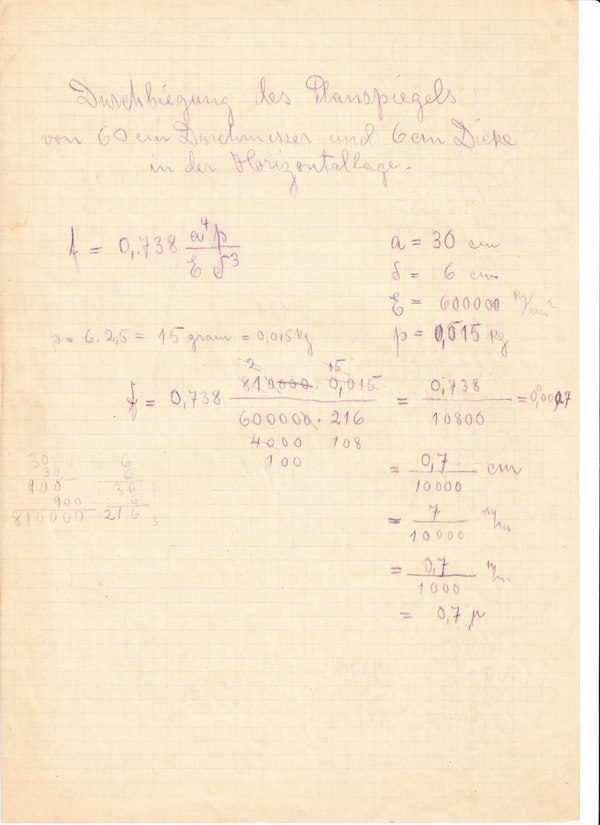 Durchbiegung des Planspiegels
von 60 cm Durchmesser und 6 cm Dicke
in der Horizontallage.
f = 0,738 a⁴p / E δ³
a = 30 cm
δ = 6 cm
E = 600000 kg/cm²
p = 0,015 kg
p = 6. 2,5 = 15 gram = 0,015 kg
2 15
f = 0,738 810000 . 0,015 / 600000 . 216 = 0,738 / 10800 = 0,00007
4000 108
100
= 0,7 / 10000 cm
= 7 / 10000 m/m
= 0,7 / 1000 m/m
= 0,7 µ
30 6
30 6
900 36
900 6
810000 216